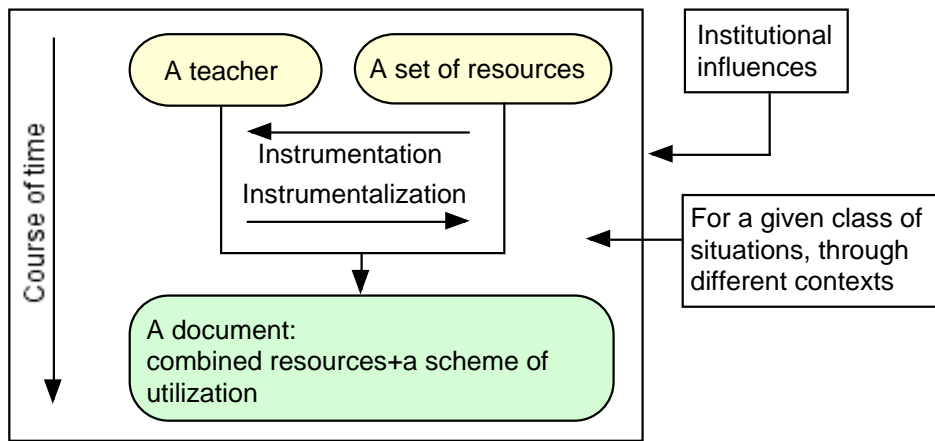 Course of time
A teacher
A set of resources
Institutional
influences
Instrumentation
Instrumentalization
For a given class of
situations, through
different contexts
A document:
combined resources+a scheme of
utilization